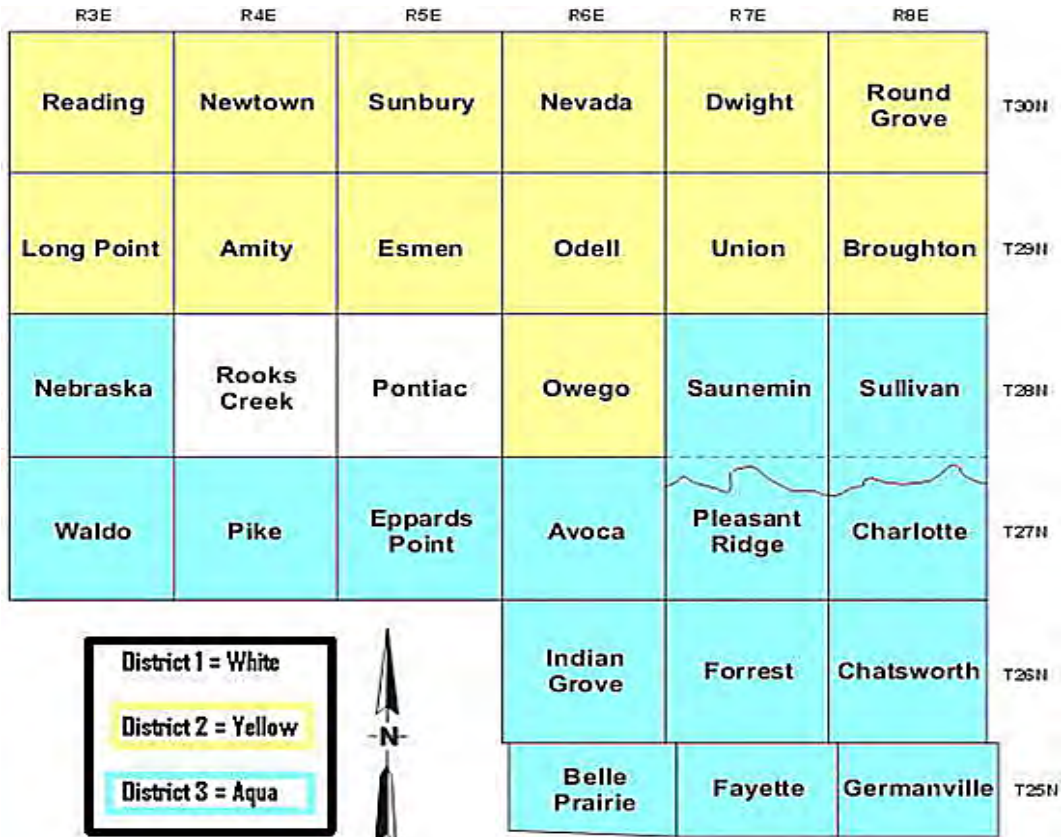 R3E R4E R5E R6E R7E R8E
Reading Newtown Sunbury Nevada Dwight Round
Grove T30N
Long Point Amity Esmen Odell Union Broughton T29N
Nebraska Rooks
Creek Pontiac Owego Saunemin Sullivan T28N
Waldo Pike Eppards
Point Avoca Pleasant
Ridge Charlotte T27N
Indian
Grove Forrest Chatsworth T26N
Belle
Prairie Fayette Germanville T25N
District 1 = White
District 2 = Yellow
District 3 = Aqua
N